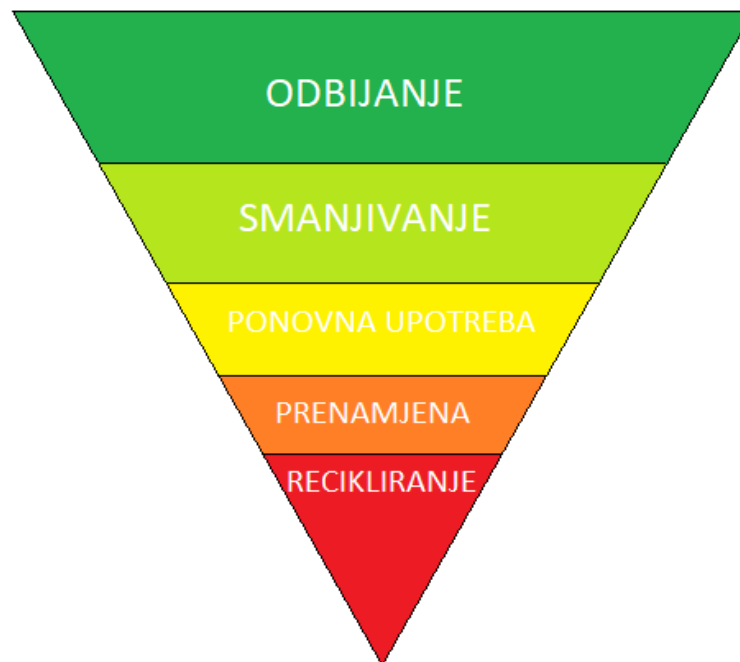 ODBIJANJE
SMANJIVANJE
PONOVNA UPOTREBA
PRENAMJENA
RECIKLIRANJE